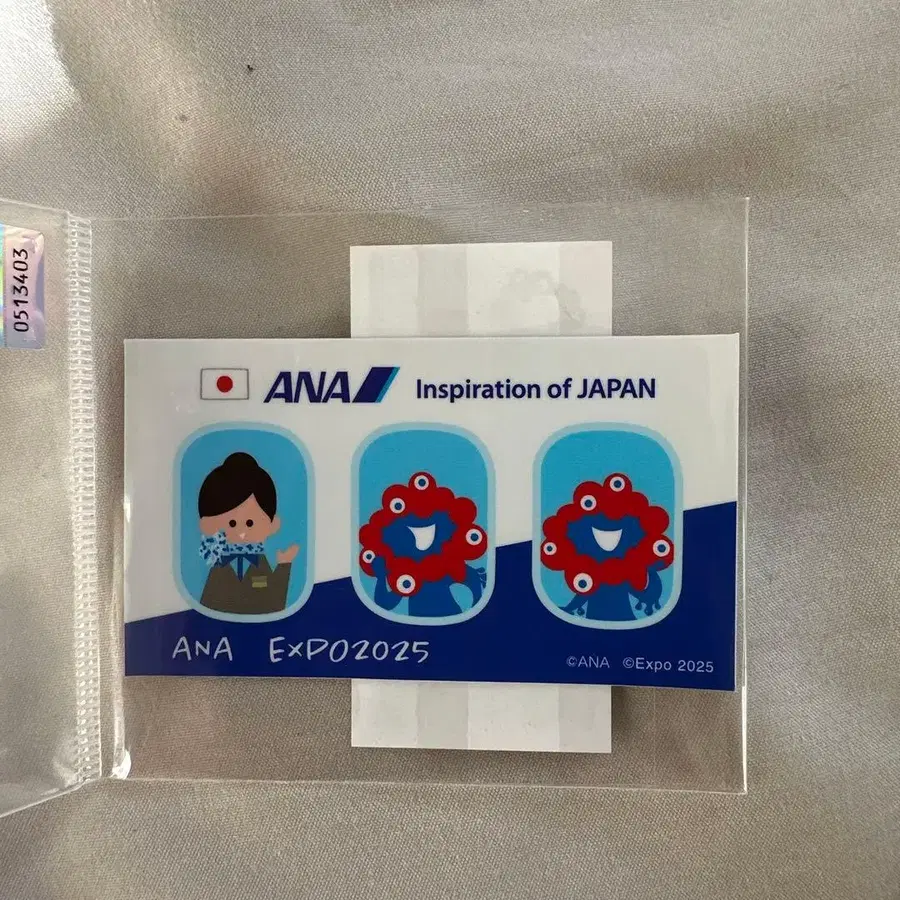 0513403
ANA Inspiration of JAPAN
ANA EXPO2025
©ANA ©Expo 2025